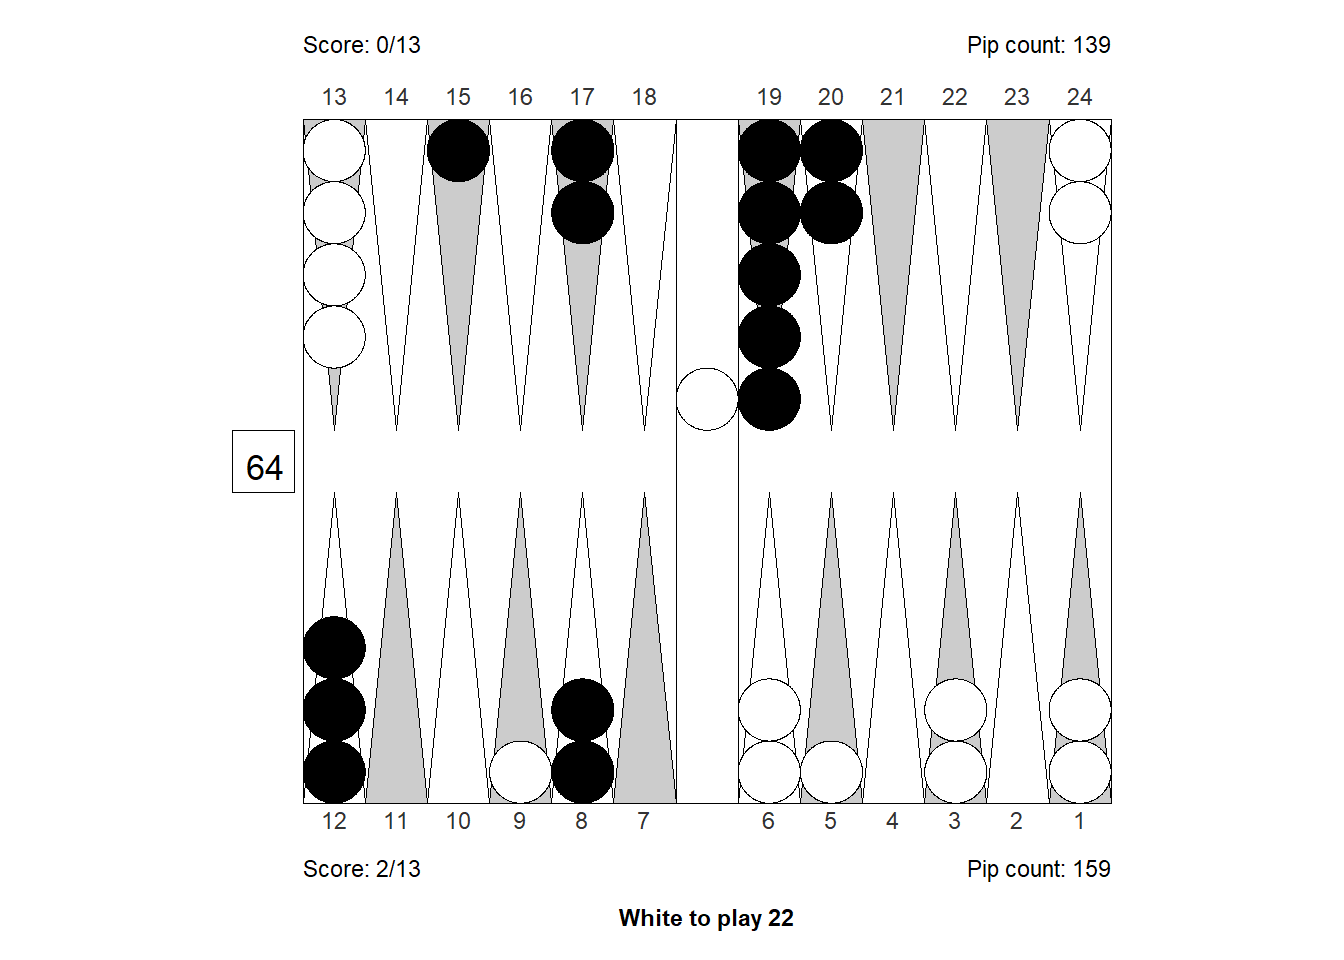 Score: 0/13 Pip count: 139
13 14 15 16 17 18 19 20 21 22 23 24
64
12 11 10 9 8 7 6 5 4 3 2 1
Score: 2/13 Pip count: 159
White to play 22